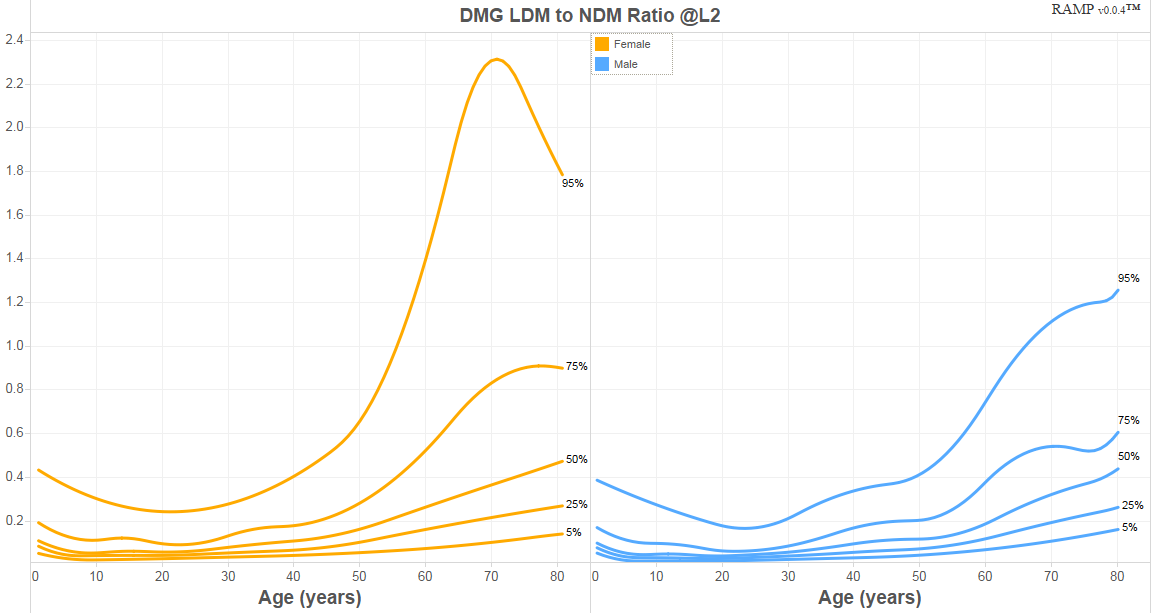 DMG LDM to NDM Ratio @L2
RAMP v0.0.4™
Female
Male
2.4
2.2
2.0
1.8
1.6
1.4
1.2
1.0
0.8
0.6
0.4
0.2
95%
75%
50%
25%
5%
95%
75%
50%
25%
5%
0 10 20 30 40 50 60 70 80
0 10 20 30 40 50 60 70 80
Age (years)
Age (years)